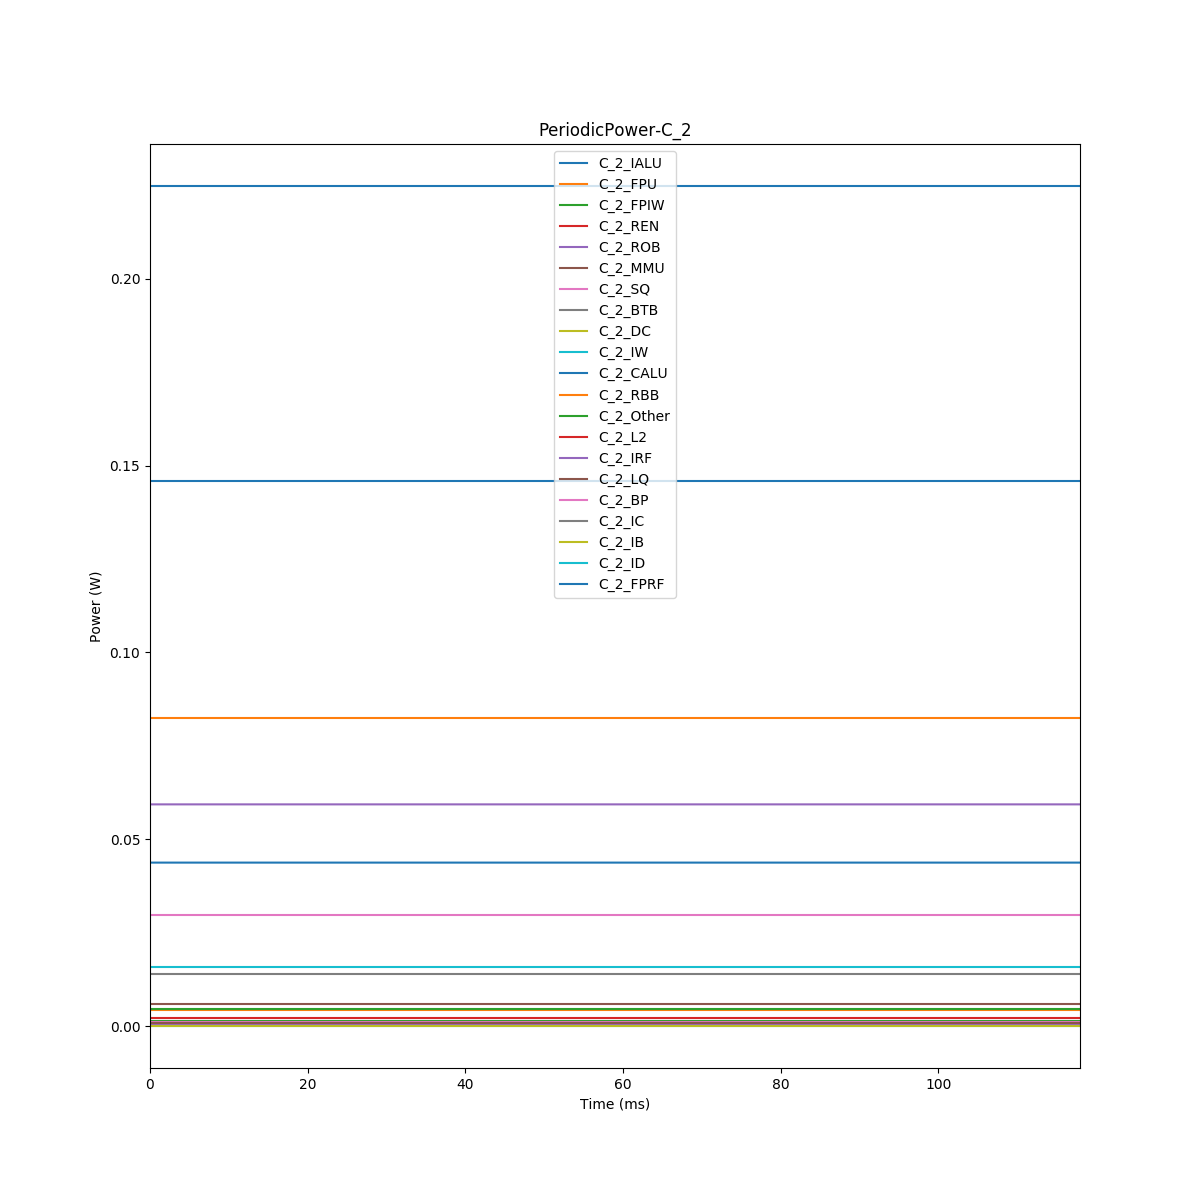 PeriodicPower-C_2
C_2_IALU
C_2_FPU
C_2_FPIW
C_2_REN
C_2_ROB
C_2_MMU
C_2_SQ
C_2_BTB
C_2_DC
C_2_IW
C_2_CALU
C_2_RBB
C_2_Other
C_2_L2
C_2_IRF
C_2_LQ
C_2_BP
C_2_IC
C_2_IB
C_2_ID
C_2_FPRF
0.20
0.15
0.10
0.05
0.00
Power (W)
0 20 40 60 80 100
Time (ms)